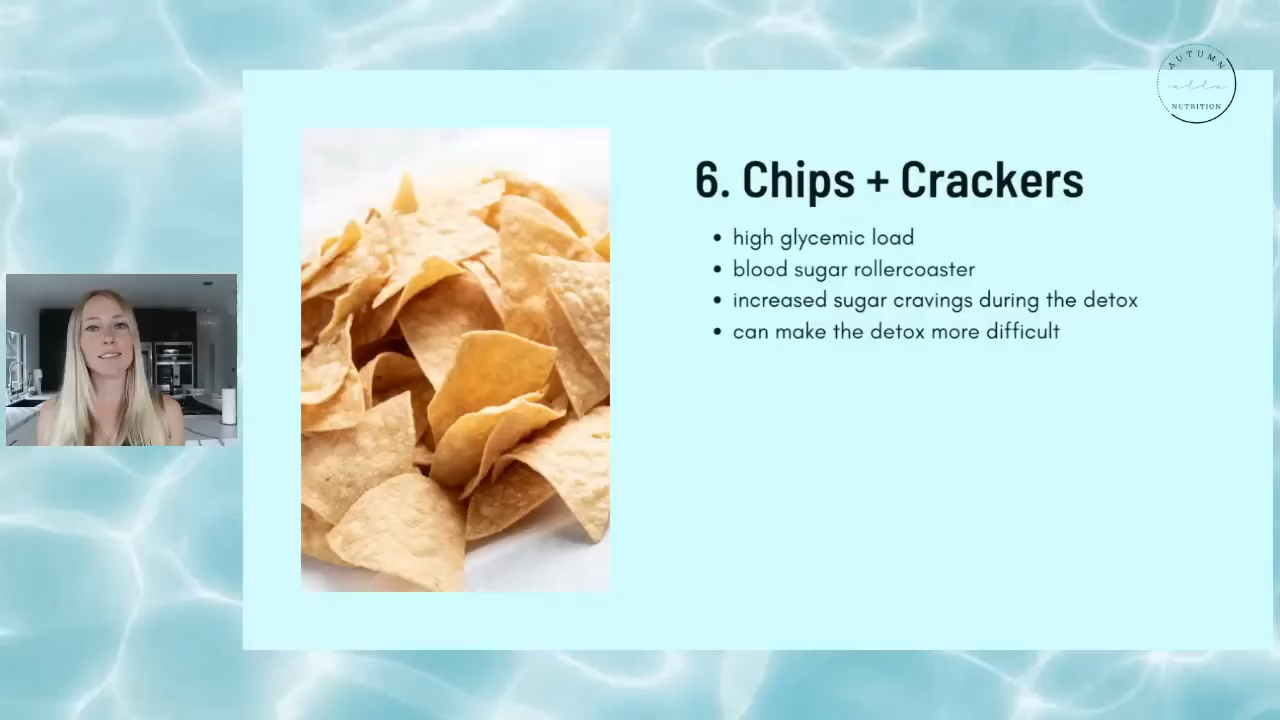 AUTUMN
elle
NUTRITION
6. Chips + Crackers
• high glycemic load
• blood sugar rollercoaster
• increased sugar cravings during the detox
• can make the detox more difficult